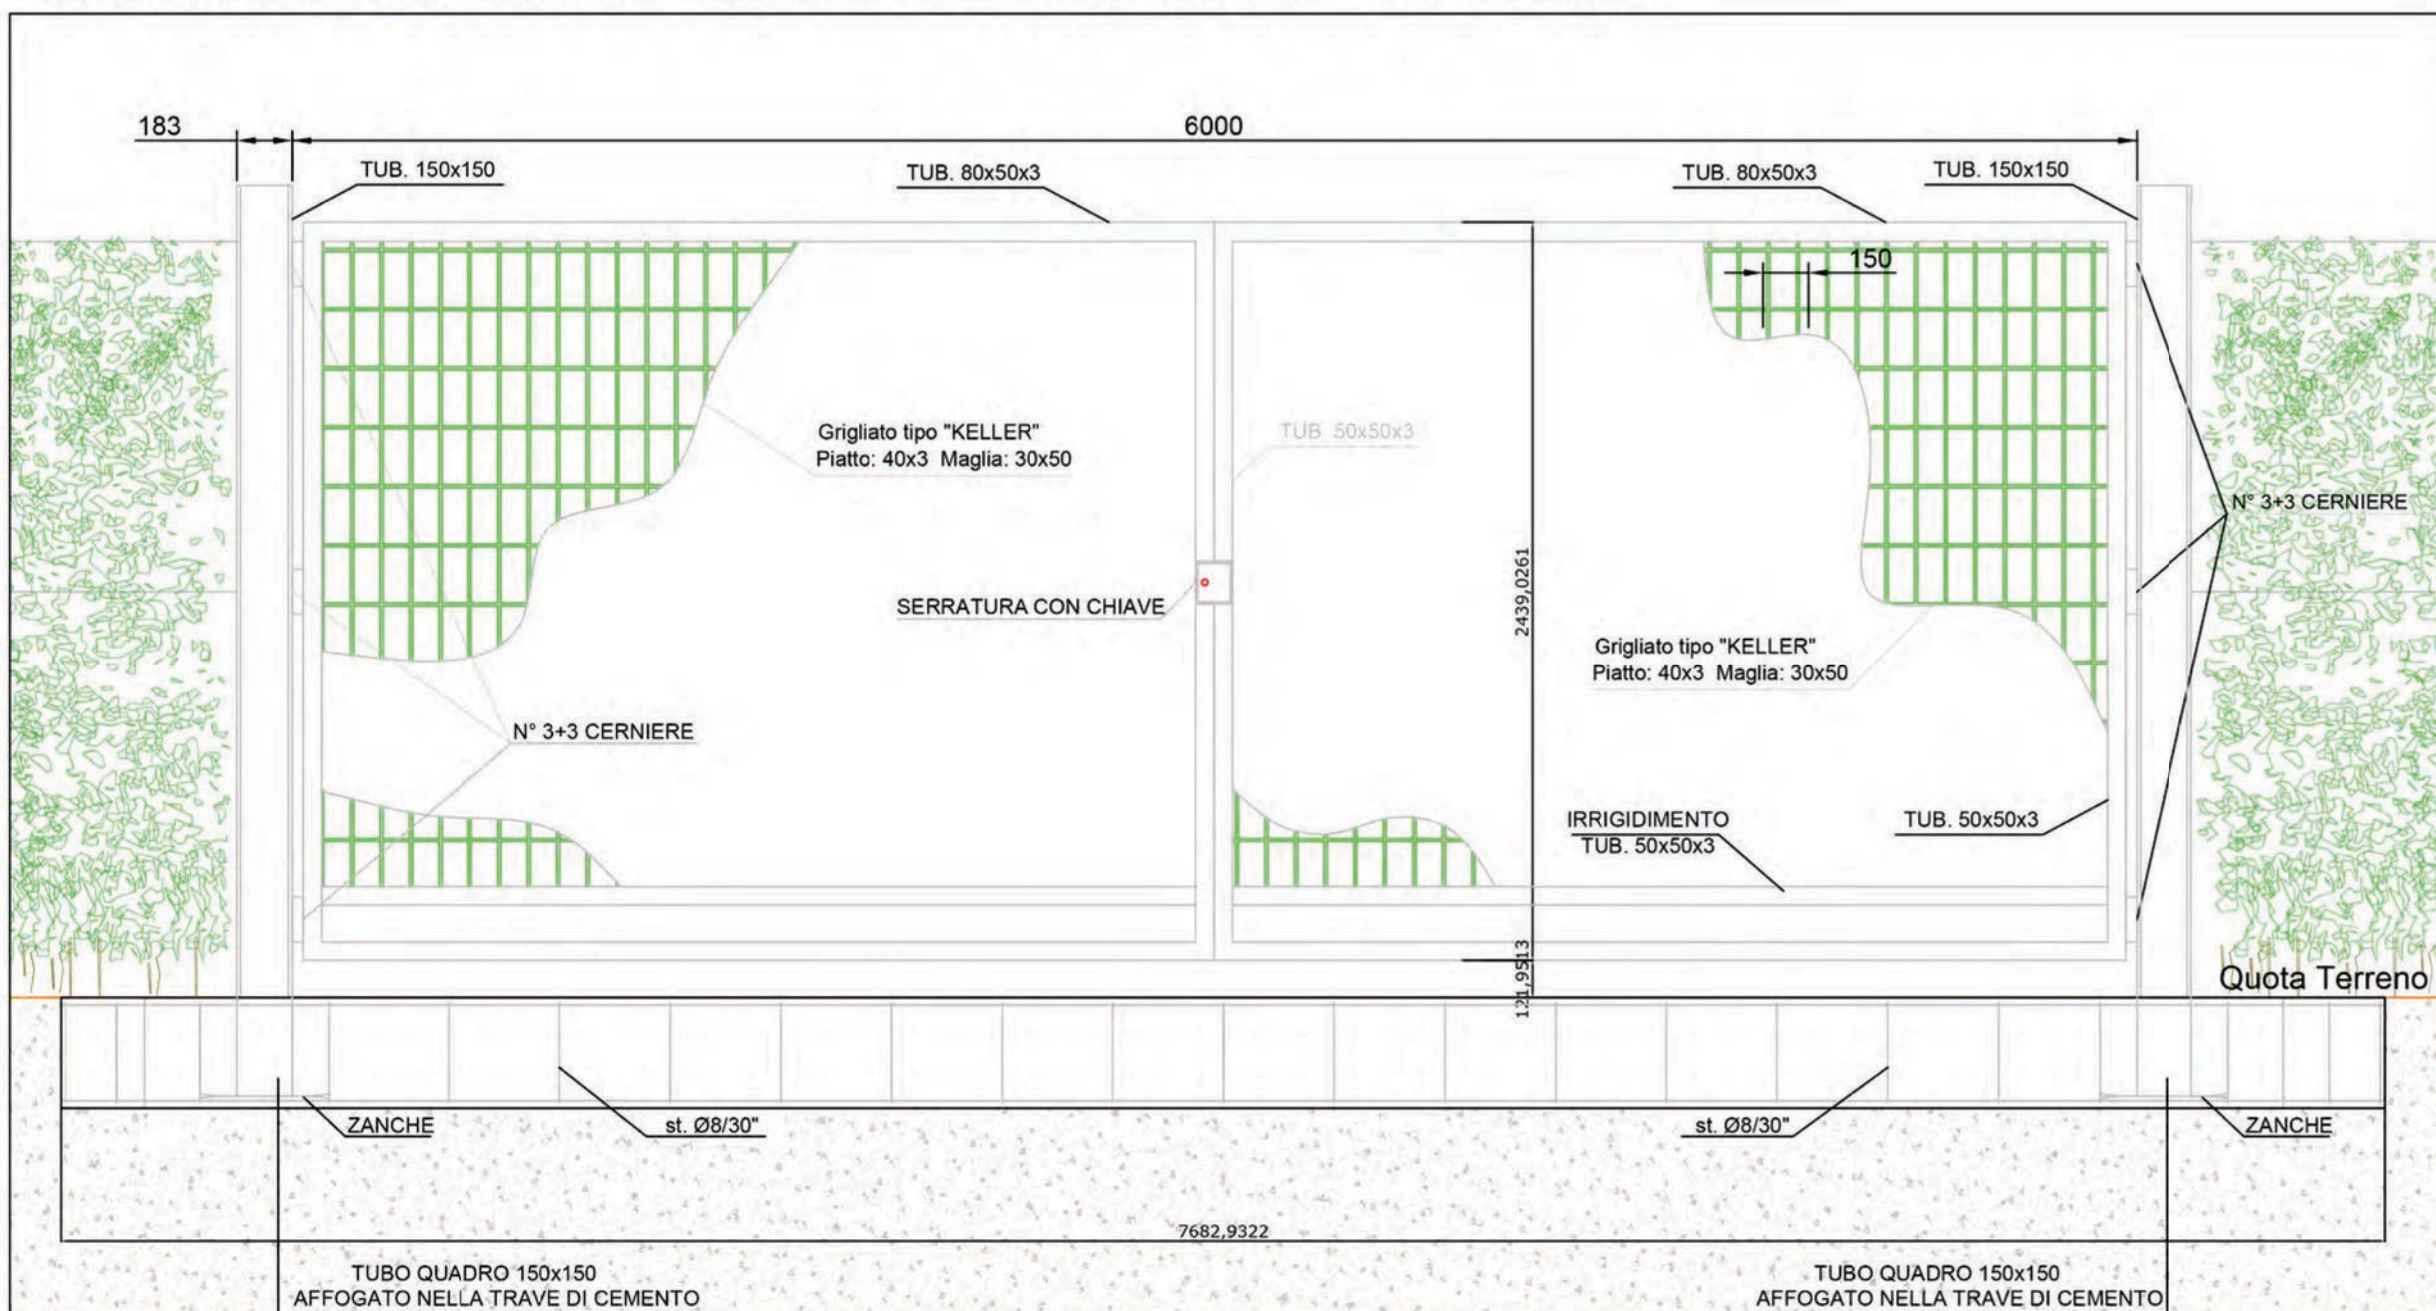 183
6000
TUB. 150x150
TUB. 80x50x3
TUB. 80x50x3
TUB. 150x150
150
Grigliato tipo "KELLER"
Piatto: 40x3 Maglia: 30x50
TUB 50x50x3
N° 3+3 CERNIERE
2439,0261
SERRATURA CON CHIAVE
Grigliato tipo "KELLER"
Piatto: 40x3 Maglia: 30x50
N° 3+3 CERNIERE
IRRIGIDIMENTO
TUB. 50x50x3
TUB. 50x50x3
121,9513
Quota Terreno
ZANCHE
st. Ø8/30"
st. Ø8/30"
ZANCHE
7682,9322
TUBO QUADRO 150x150
AFFOGATO NELLA TRAVE DI CEMENTO
TUBO QUADRO 150x150
AFFOGATO NELLA TRAVE DI CEMENTO